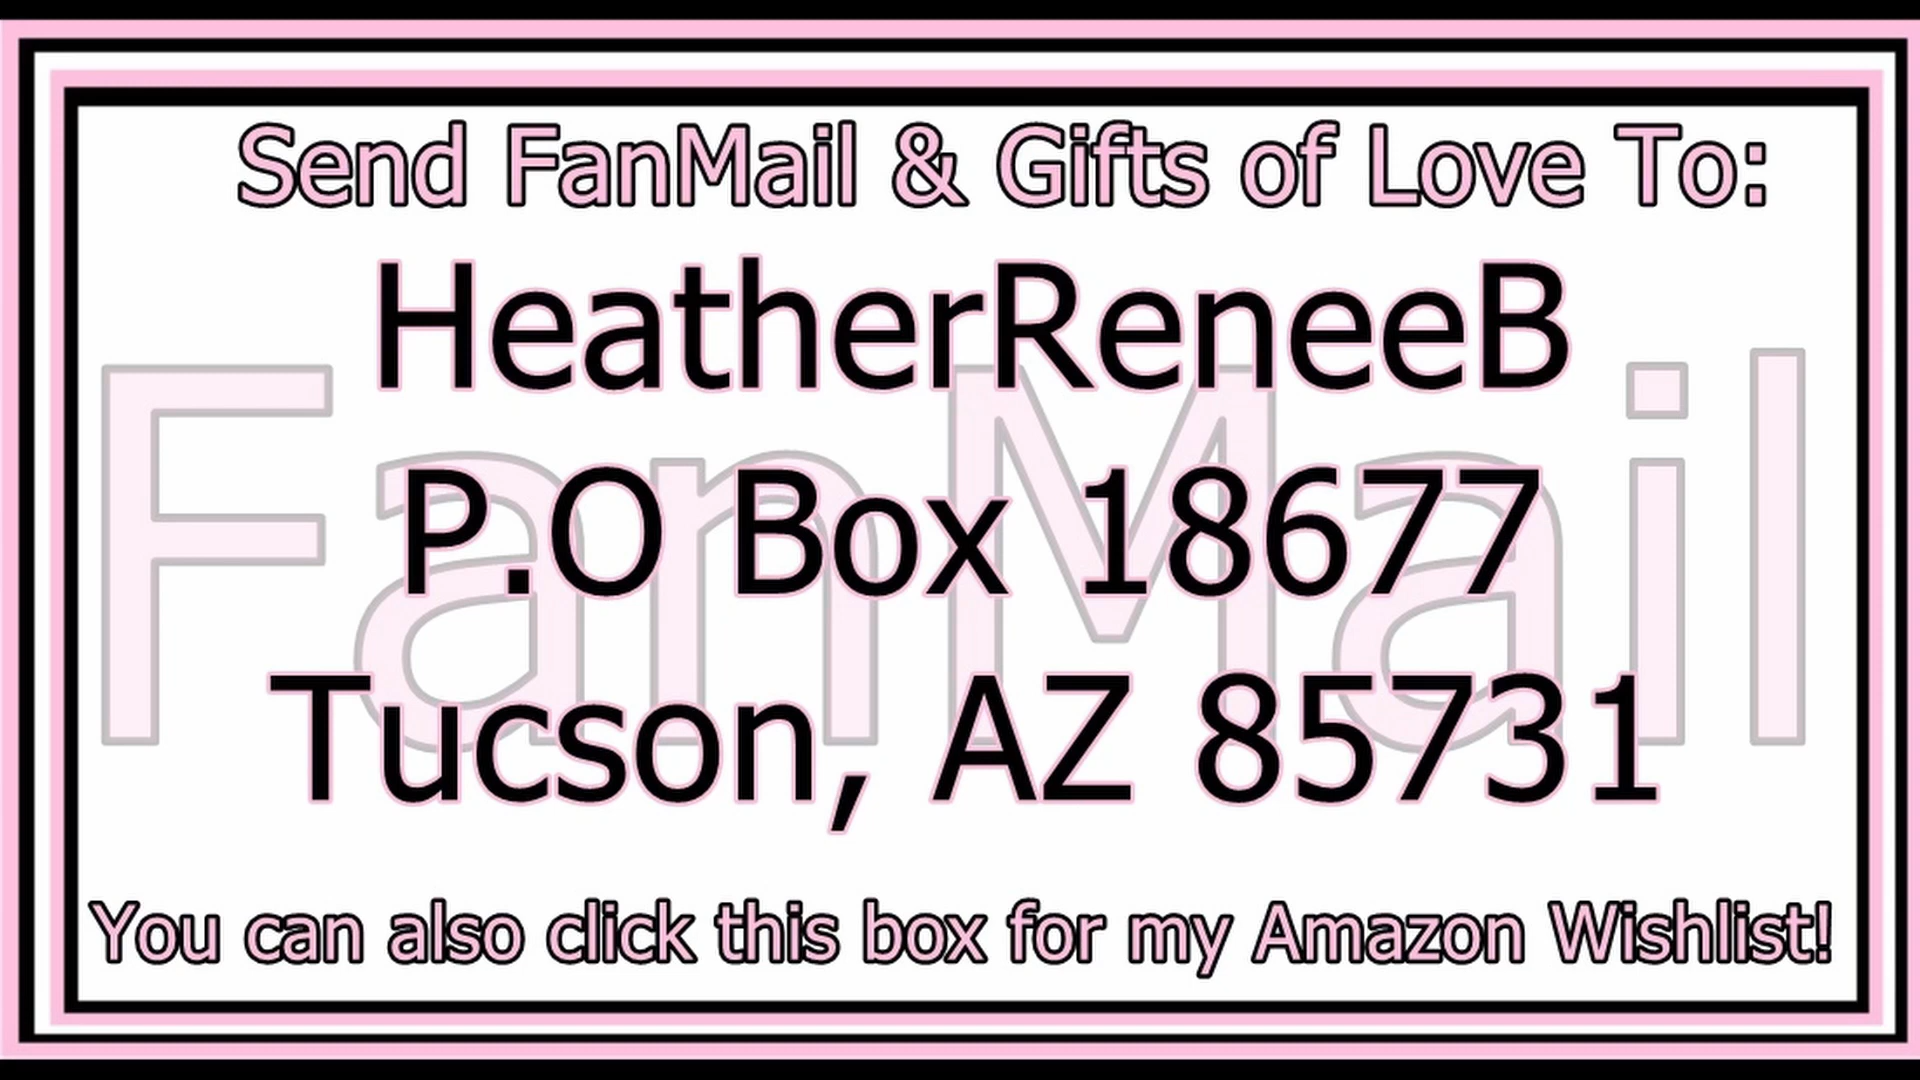 Send FanMail & Gifts of Love To:
HeatherReneeB
FanMail
P.O Box 18677
Tucson, AZ 85731
You can also click this box for my Amazon Wishlist!